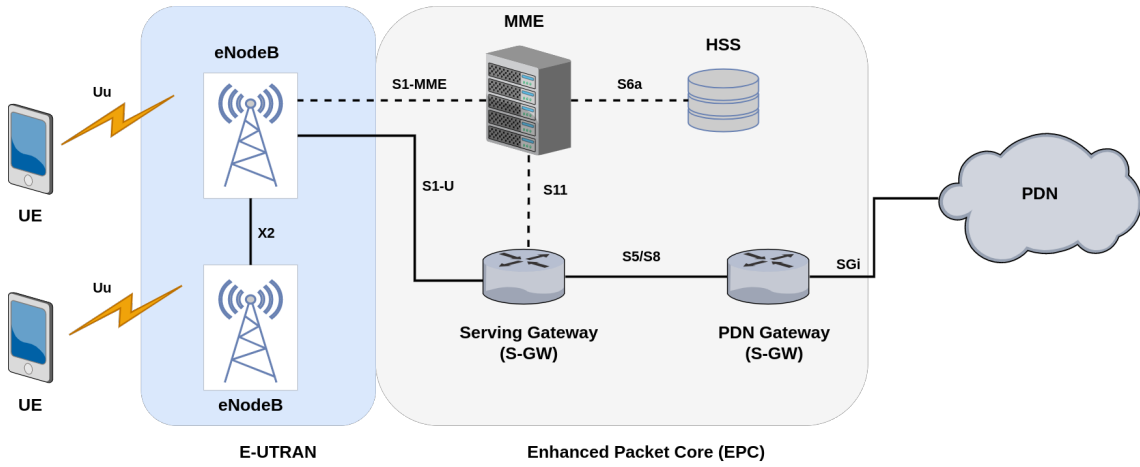 MME
HSS
eNodeB
Uu
S1-MME
S6a
UE
S1-U
S11
PDN
X2
S5/S8
SGi
Uu
Serving Gateway
(S-GW)
PDN Gateway
(S-GW)
UE
eNodeB
E-UTRAN
Enhanced Packet Core (EPC)